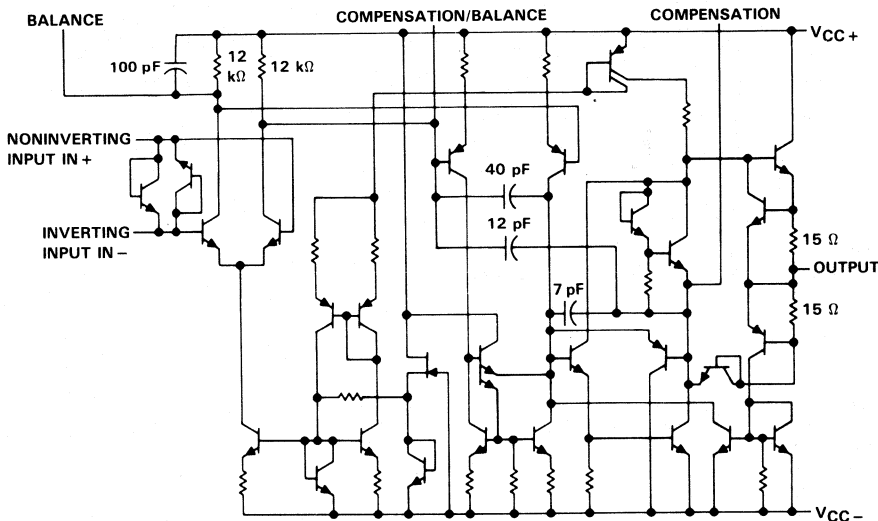 BALANCE
COMPENSATION/BALANCE
COMPENSATION
VCC+
100 pF
12
kΩ
12 kΩ
NONINVERTING
INPUT IN +
40 pF
12 pF
INVERTING
INPUT IN –
15 Ω
OUTPUT
7 pF
15 Ω
VCC–